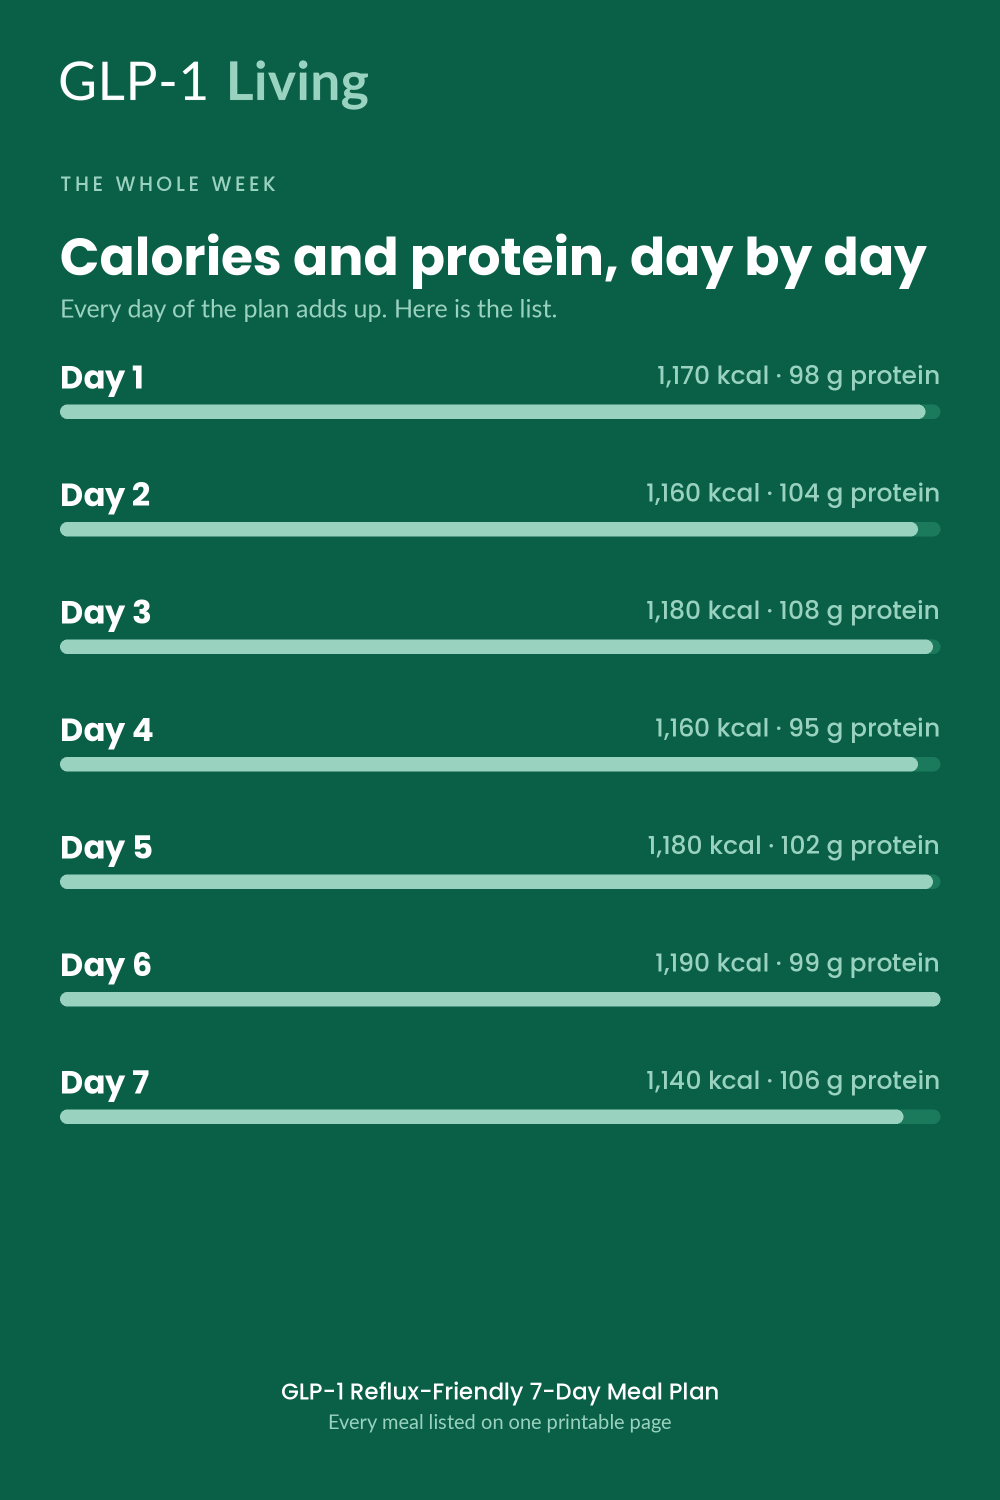 GLP-1 Living
THE WHOLE WEEK
Calories and protein, day by day
Every day of the plan adds up. Here is the list.
Day 1 1,170 kcal · 98 g protein
Day 2 1,160 kcal · 104 g protein
Day 3 1,180 kcal · 108 g protein
Day 4 1,160 kcal · 95 g protein
Day 5 1,180 kcal · 102 g protein
Day 6 1,190 kcal · 99 g protein
Day 7 1,140 kcal · 106 g protein
GLP-1 Reflux-Friendly 7-Day Meal Plan
Every meal listed on one printable page